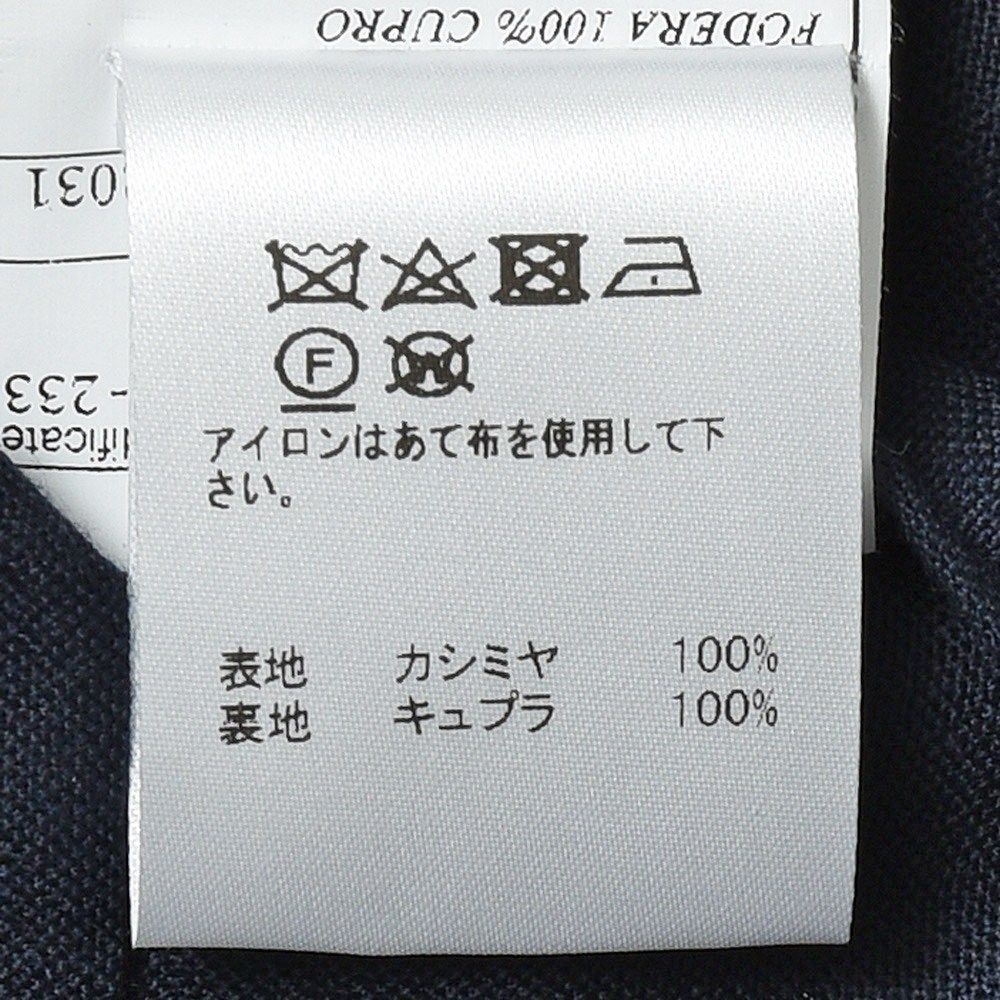 FODERA 100% CUPRO
031
-233
dificate
F
W
アイロンはあて布を使用して下
さい。
表地 カシミヤ 100%
裏地 キュプラ 100%